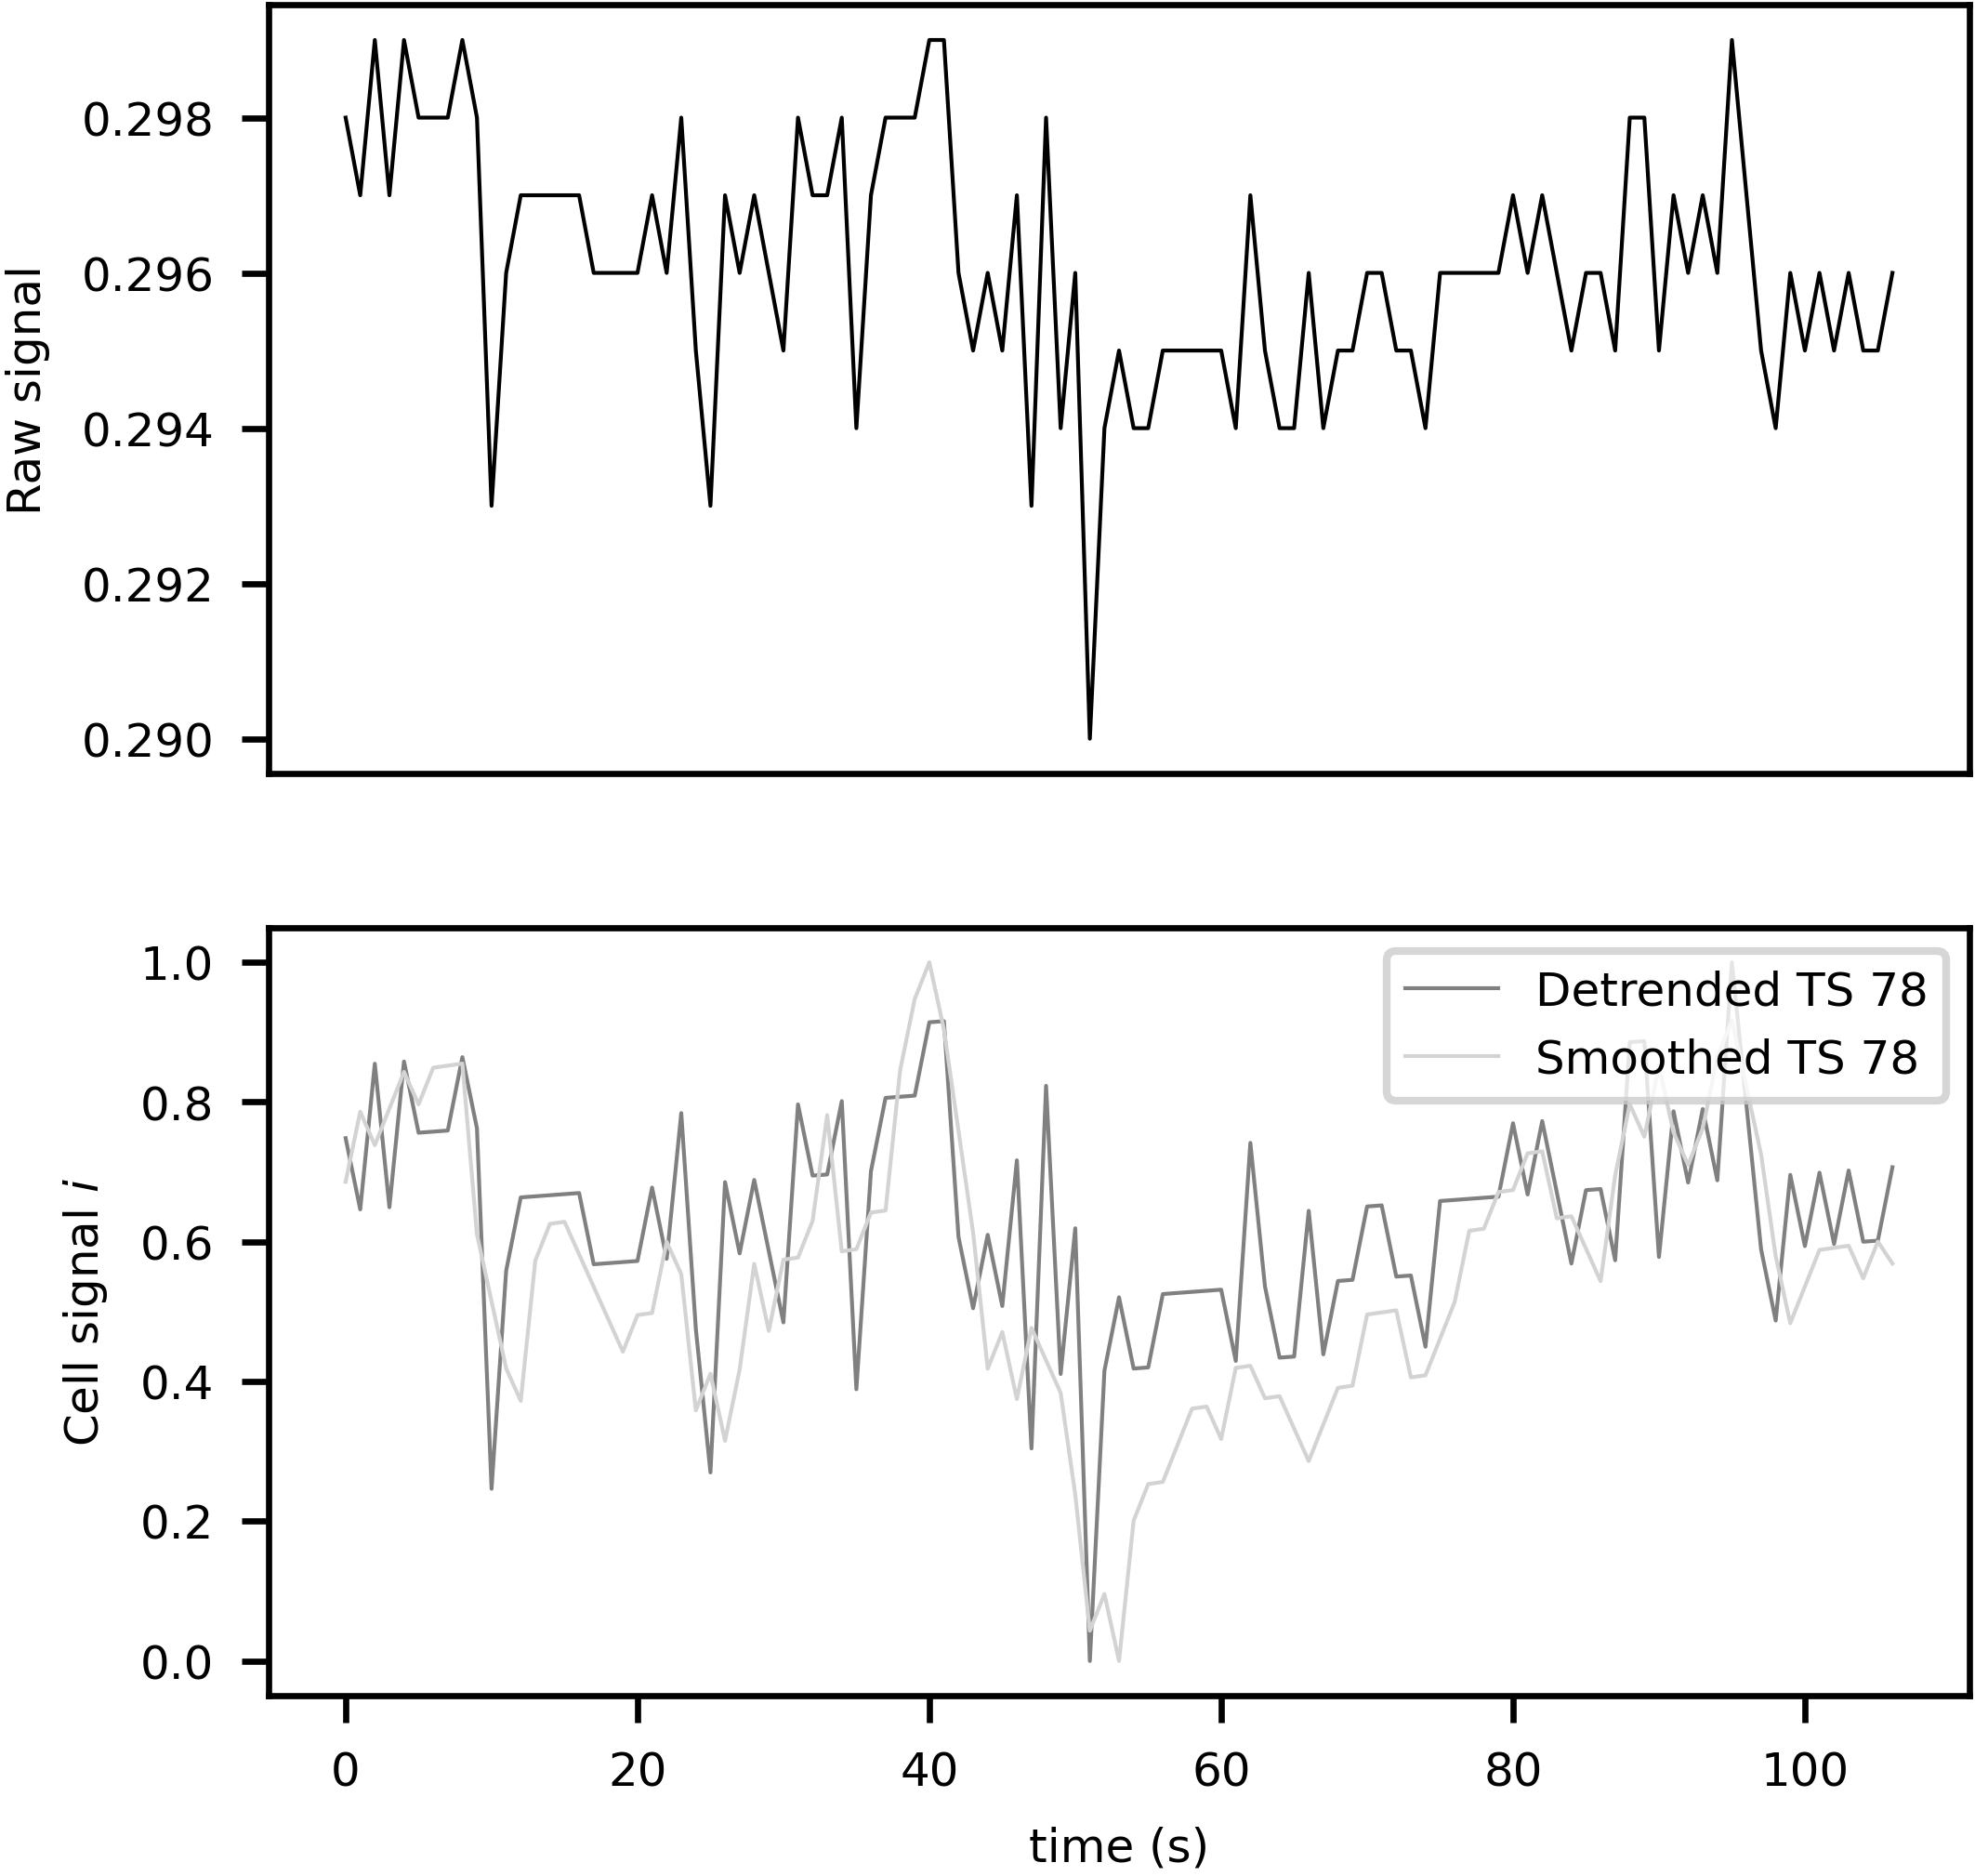 Raw signal
0.298
0.296
0.294
0.292
0.290
Cell signal i
1.0
0.8
0.6
0.4
0.2
0.0
Detrended TS 78
Smoothed TS 78
0 20 40 60 80 100
time (s)